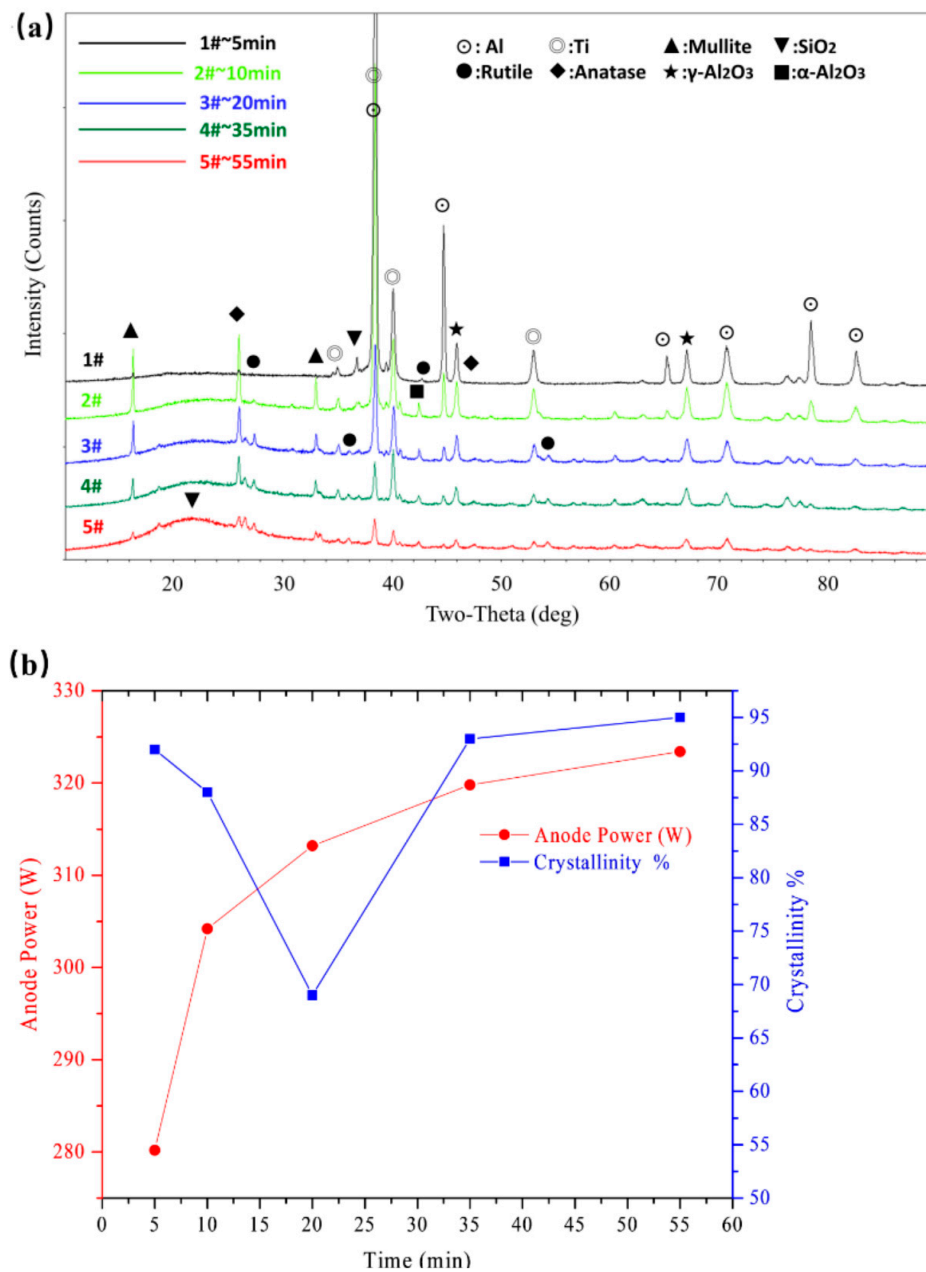 (a)
1#~5min
2#~10min
3#~20min
4#~35min
5#~55min
⊙: Al ◎:Ti ▲:Mullite ▼:SiO₂
●:Rutile ◆:Anatase ★:γ-Al₂O₃ ■:α-Al₂O₃
Intensity (Counts)
1#
2#
3#
4#
5#
20 30 40 50 60 70 80
Two-Theta (deg)
(b)
330
320
310
300
290
280
Anode Power (W)
Anode Power (W)
Crystallinity %
95
90
85
80
75
70
65
60
55
50
Crystallinity %
0 5 10 15 20 25 30 35 40 45 50 55 60
Time (min)